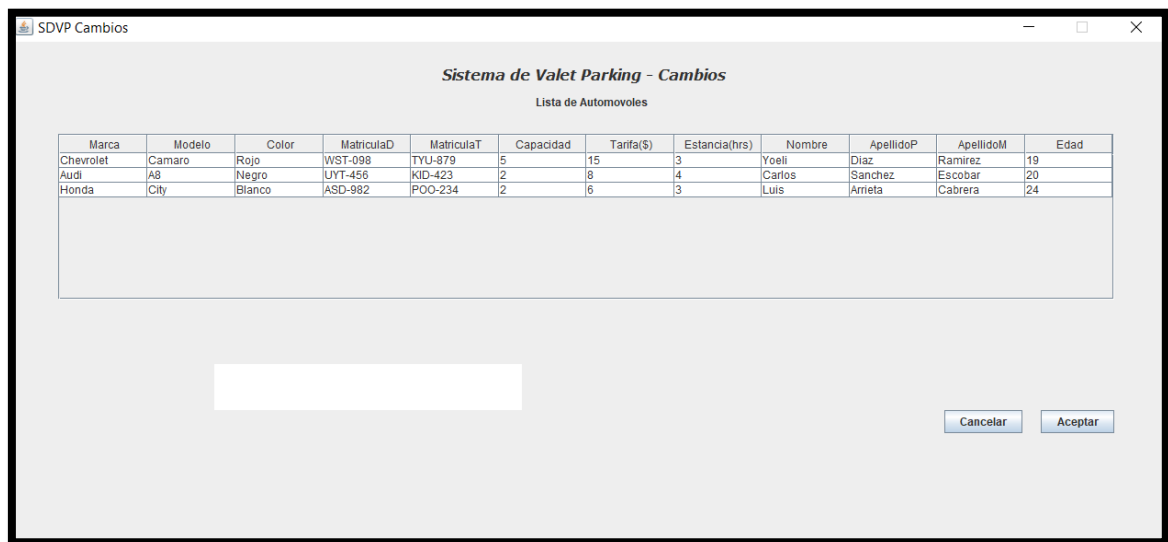 SDVP Cambios
Sistema de Valet Parking - Cambios
Lista de Automovoles
Marca Modelo Color MatriculaD MatriculaT Capacidad Tarifa($) Estancia(hrs) Nombre ApellidoP ApellidoM Edad
Chevrolet Camaro Rojo WST-098 TYU-879 5 15 3 Yoeli Diaz Ramirez 19
Audi A8 Negro UYT-456 KID-423 2 8 4 Carlos Sanchez Escobar 20
Honda City Blanco ASD-982 POO-234 2 6 3 Luis Arrieta Cabrera 24
Cancelar Aceptar